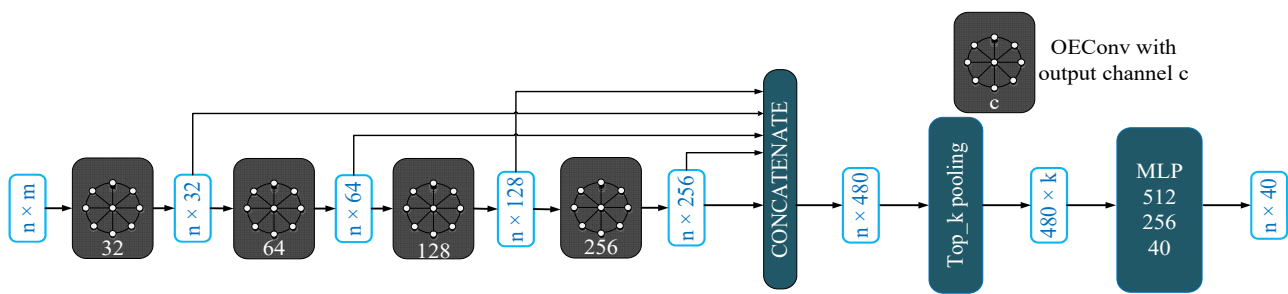 n × m
32
n × 32
64
n × 64
128
n × 128
256
n × 256
CONCATENATE
n × 480
Top_k pooling
480 × k
MLP
512
256
40
n × 40
c
OEConv with
output channel c